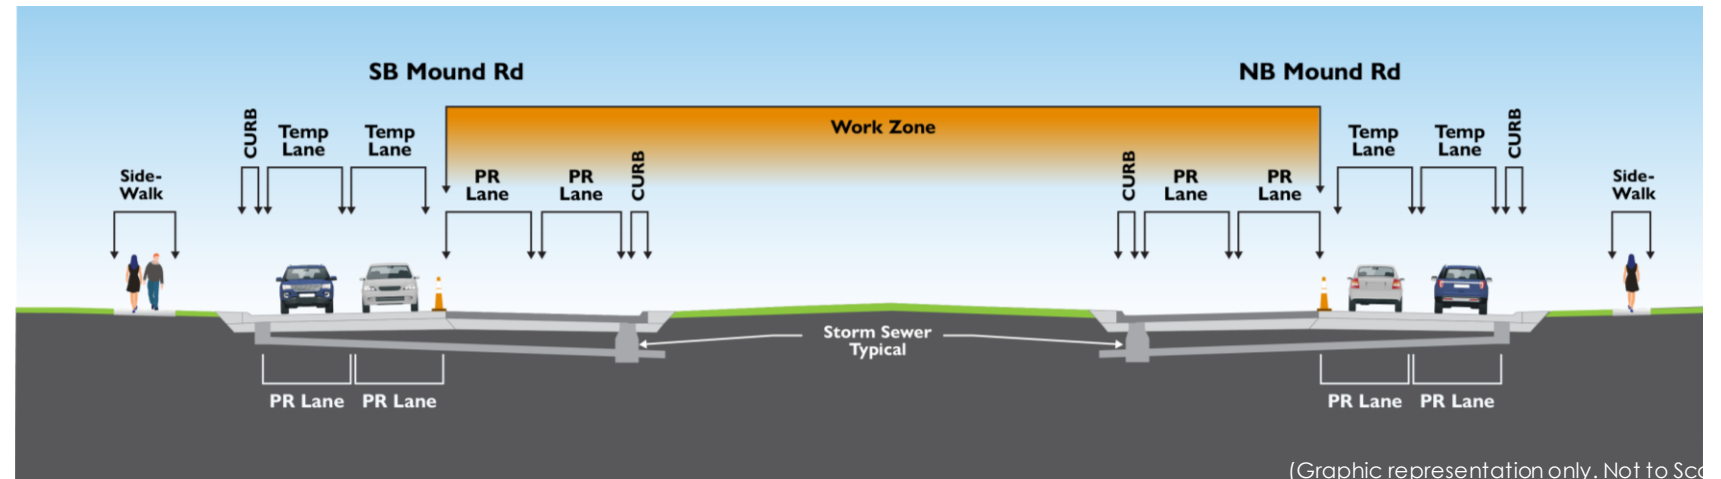 SB Mound Rd
NB Mound Rd
Work Zone
Side-
Walk
CURB
Temp
Lane
Temp
Lane
PR
Lane
PR
Lane
CURB
CURB
PR
Lane
PR
Lane
Temp
Lane
Temp
Lane
CURB
Side-
Walk
Storm Sewer
Typical
PR Lane
PR Lane
PR Lane
PR Lane
(Graphic representation only. Not to Sc